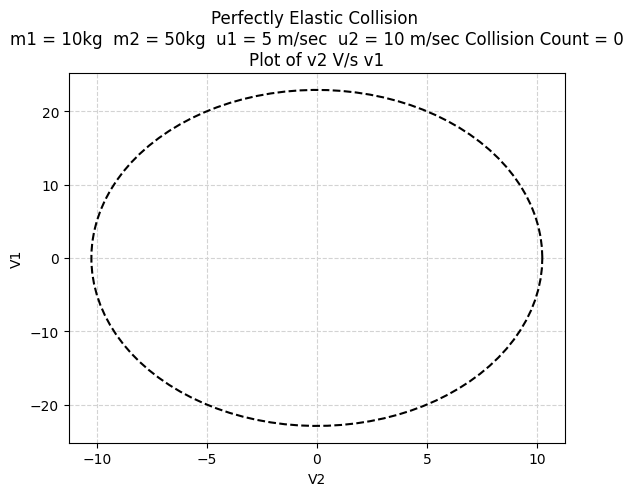 Perfectly Elastic Collision
m1 = 10kg  m2 = 50kg  u1 = 5 m/sec  u2 = 10 m/sec Collision Count = 0
Plot of v2 V/s v1
20
10
0
−10
−20
V1
−10
−5
0
5
10
V2